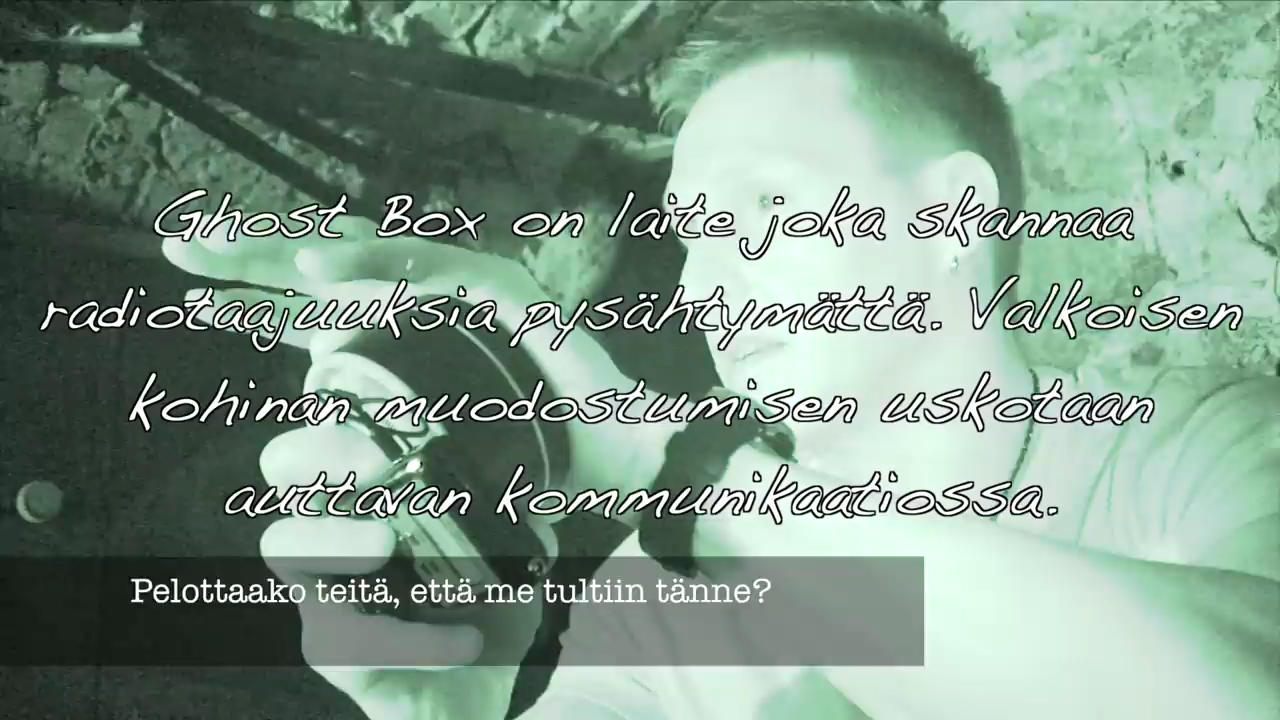 Ghost Box on laite joka skannaa
radiotaajuuksia pysähtymättä. Valkoisen
kohinan muodostumisen uskotaan
auttavan kommunikaatiossa.
Pelottaako teitä, että me tultiin tänne?